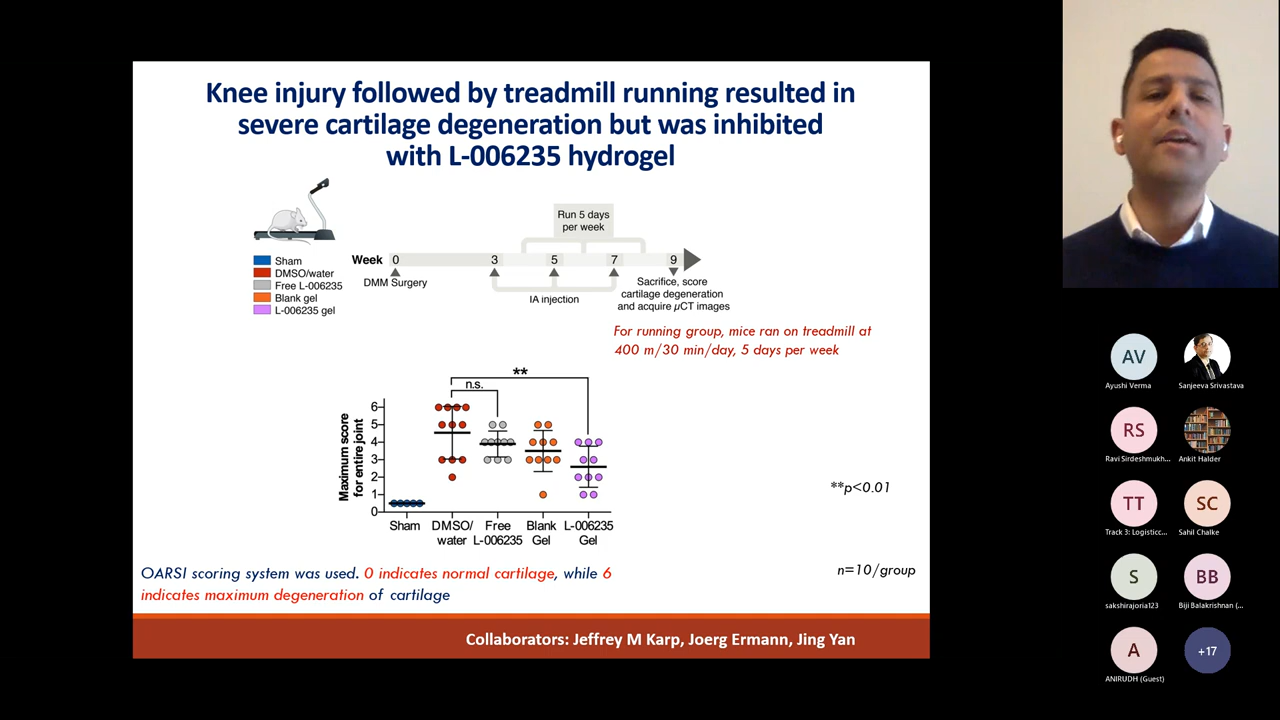 Knee injury followed by treadmill running resulted in
severe cartilage degeneration but was inhibited
with L-006235 hydrogel
Run 5 days
per week
Week 0 3 5 7 9
DMM Surgery
IA injection
Sacrifice, score
cartilage degeneration
and acquire µCT images
Sham
DMSO/water
Free L-006235
Blank gel
L-006235 gel
For running group, mice ran on treadmill at
400 m/30 min/day, 5 days per week
**
n.s.
Maximum score
for entire joint
6
5
4
3
2
1
0
Sham
DMSO/
water
Free
L-006235
Blank
Gel
L-006235
Gel
**p<0.01
n=10/group
OARSI scoring system was used. 0 indicates normal cartilage, while 6
indicates maximum degeneration of cartilage
Collaborators: Jeffrey M Karp, Joerg Ermann, Jing Yan
AV
Ayushi Verma
Sanjeeva Srivastava
RS
Ravi Sirdeshmukh...
Ankit Halder
TT
Track 3: Logisticc...
SC
Sahil Chalke
S
sakshirajoria123
BB
Biji Balakrishnan (...
A
ANIRUDH (Guest)
+17